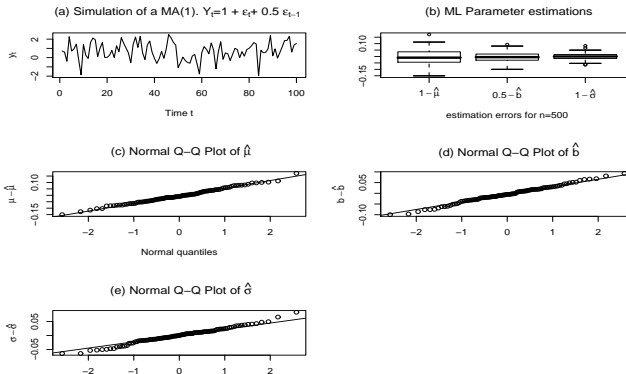 (a) Simulation of a MA(1). Yₜ=1 + εₜ+ 0.5 εₜ₋₁
yₜ
2
0
−2
0
20
40
60
80
100
Time t
(b) ML Parameter estimations
0.10
−0.15
1−μ̂
0.5−b̂
1−σ̂
estimation errors for n=500
(c) Normal Q−Q Plot of μ̂
μ−μ̂
0.10
−0.15
−2
−1
0
1
2
Normal quantiles
(d) Normal Q−Q Plot of b̂
b−b̂
0.05
−0.10
−2
−1
0
1
2
(e) Normal Q−Q Plot of σ̂
σ−σ̂
0.05
−0.05
−2
−1
0
1
2